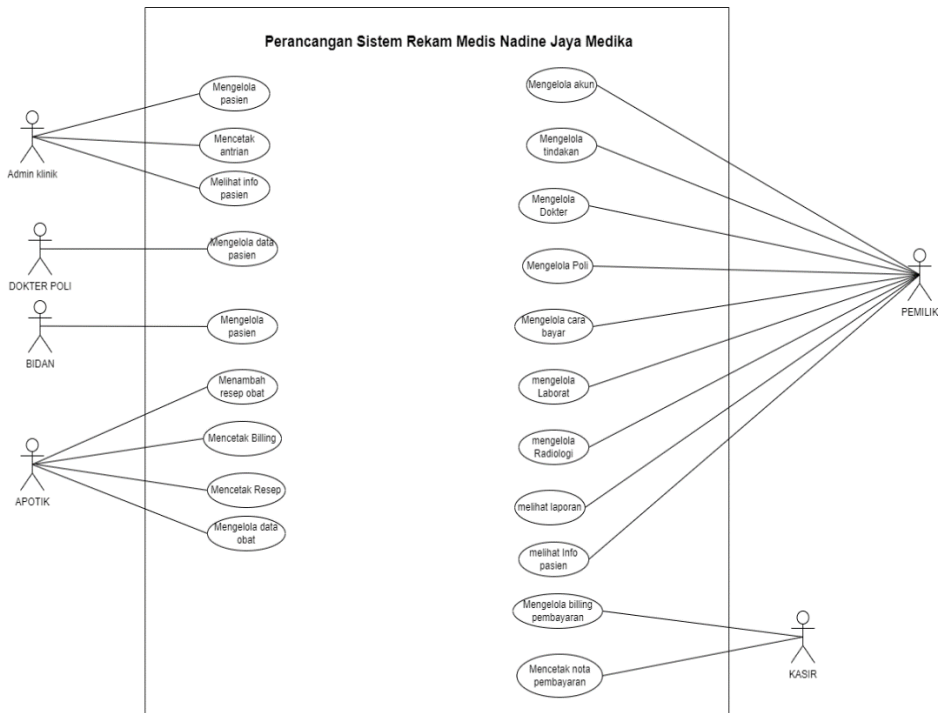 Perancangan Sistem Rekam Medis Nadine Jaya Medika
Mengelola
pasien
Mencetak
antrian
Melihat info
pasien
Admin klinik
Mengelola data
pasien
DOKTER POLI
Mengelola
pasien
BIDAN
Menambah
resep obat
Mencetak Billing
Mencetak Resep
Mengelola data
obat
APOTIK
Mengelola akun
Mengelola
tindakan
Mengelola
Dokter
Mengelola Poli
Mengelola cara
bayar
mengelola
Laborat
mengelola
Radiologi
melihat laporan
melihat Info
pasien
PEMILIK
Mengelola billing
pembayaran
Mencetak nota
pembayaran
KASIR